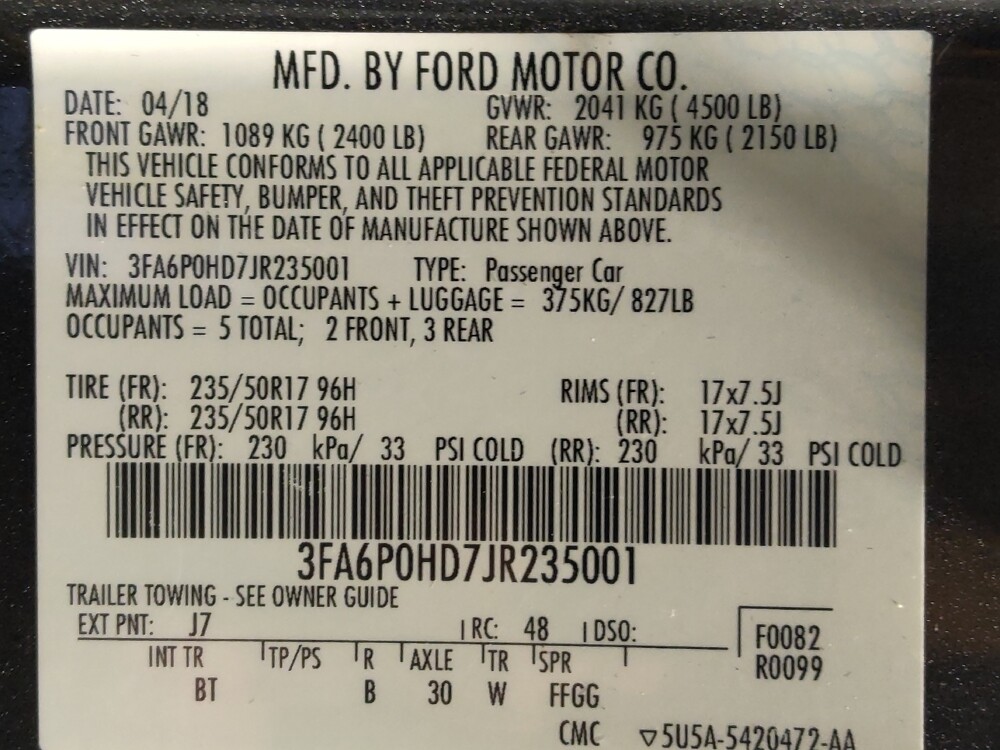 MFD. BY FORD MOTOR CO.
DATE: 04/18 GVWR: 2041 KG ( 4500 LB)
FRONT GAWR: 1089 KG ( 2400 LB) REAR GAWR: 975 KG ( 2150 LB)
THIS VEHICLE CONFORMS TO ALL APPLICABLE FEDERAL MOTOR
VEHICLE SAFETY, BUMPER, AND THEFT PREVENTION STANDARDS
IN EFFECT ON THE DATE OF MANUFACTURE SHOWN ABOVE.
VIN: 3FA6P0HD7JR235001 TYPE: Passenger Car
MAXIMUM LOAD = OCCUPANTS + LUGGAGE = 375KG/ 827LB
OCCUPANTS = 5 TOTAL; 2 FRONT, 3 REAR
TIRE (FR): 235/50R17 96H RIMS (FR): 17x7.5J
(RR): 235/50R17 96H (RR): 17x7.5J
PRESSURE (FR): 230 kPa/ 33 PSI COLD (RR): 230 kPa/ 33 PSI COLD
3FA6P0HD7JR235001
TRAILER TOWING - SEE OWNER GUIDE
EXT PNT: J7 RC: 48 DSO:
F0082
R0099
INT TR TP/PS R AXLE TR SPR
BT B 30 W FFGG
CMC ▽5U5A-5420472-AA